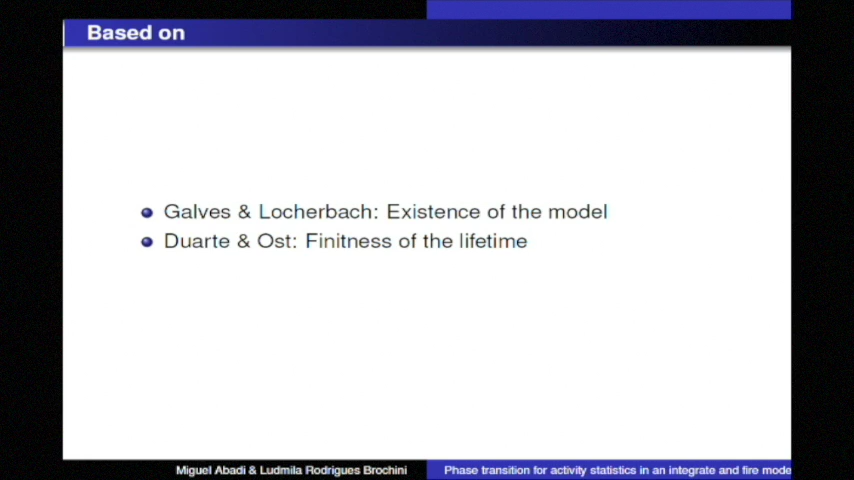 Based on
Galves & Locherbach: Existence of the model
Duarte & Ost: Finitness of the lifetime
Miguel Abadi & Ludmila Rodrigues Brochini
Phase transition for activity statistics in an integrate and fire mode